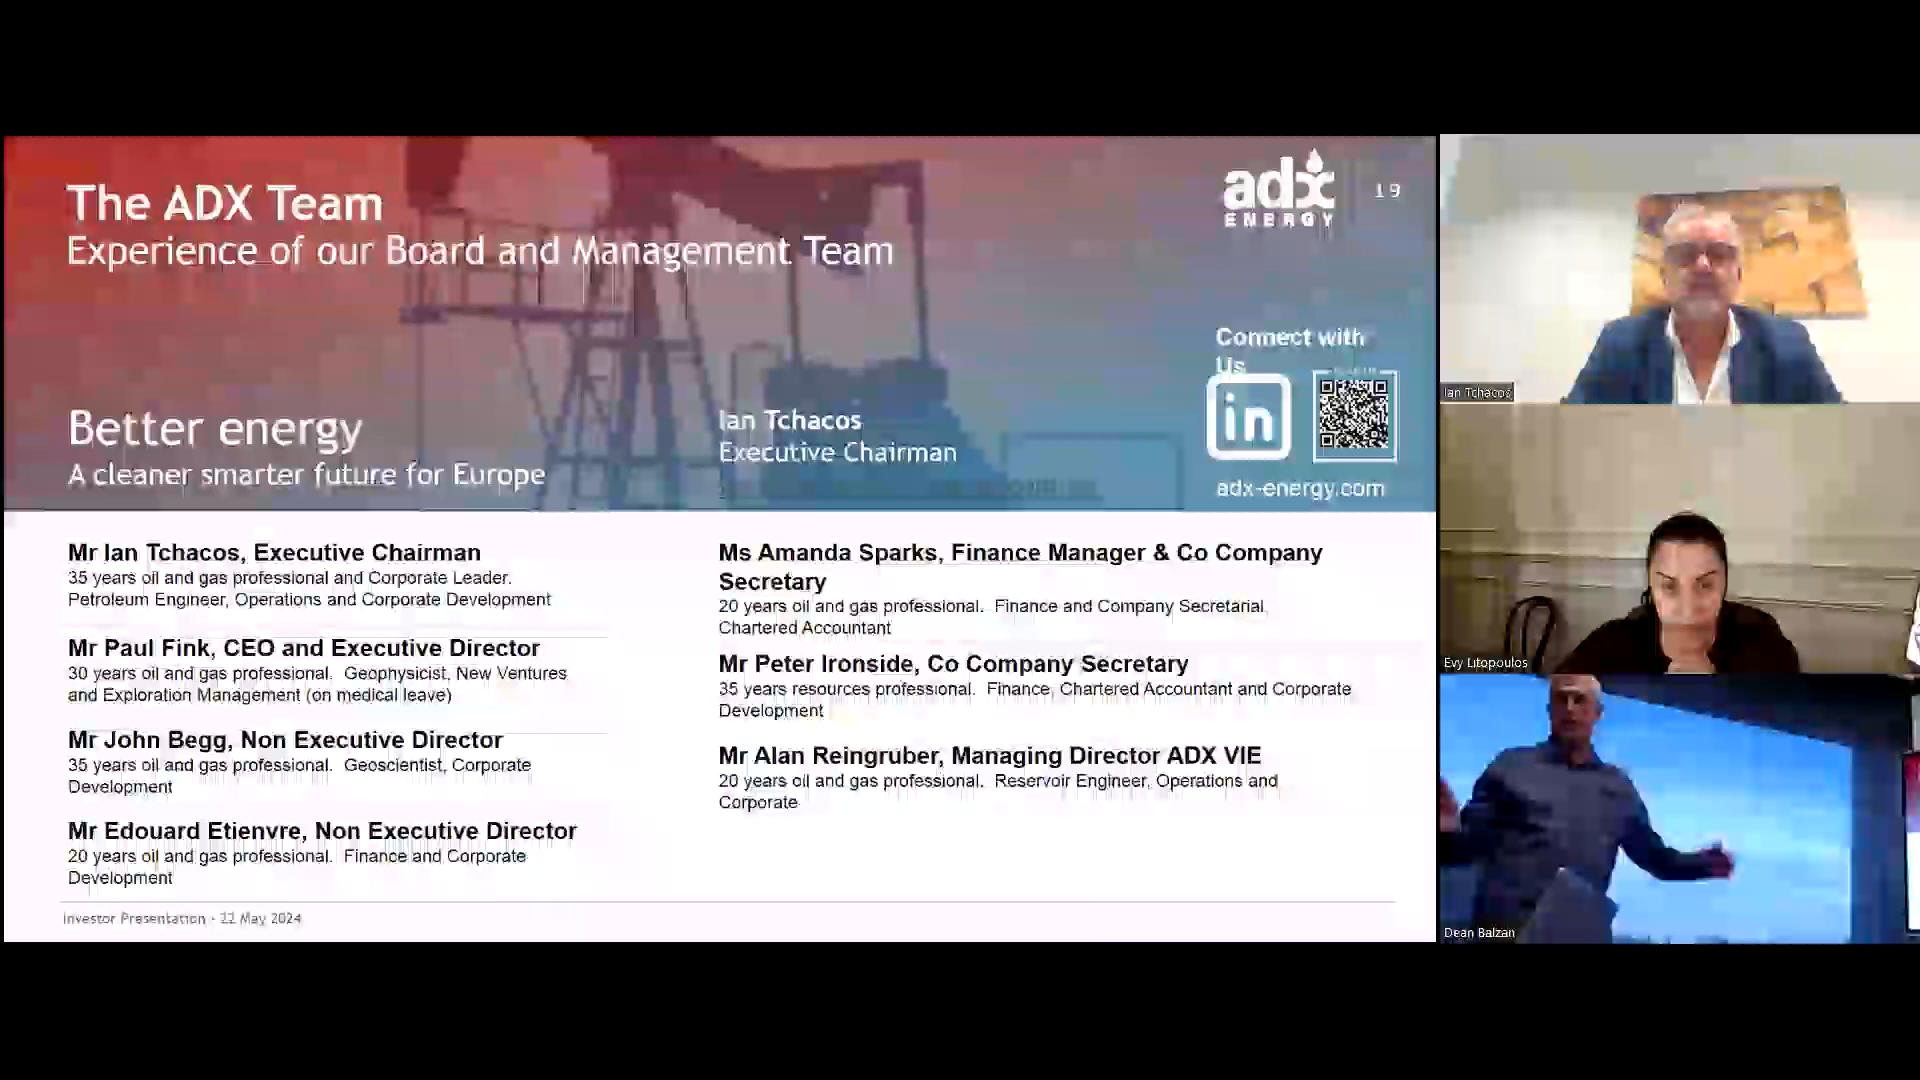 The ADX Team
Experience of our Board and Management Team
adx
ENERGY
19
Connect with
Us
in
Better energy
A cleaner smarter future for Europe
Ian Tchacos
Executive Chairman
adx-energy.com
Mr Ian Tchacos, Executive Chairman
35 years oil and gas professional and Corporate Leader.
Petroleum Engineer, Operations and Corporate Development
Mr Paul Fink, CEO and Executive Director
30 years oil and gas professional. Geophysicist, New Ventures
and Exploration Management (on medical leave)
Mr John Begg, Non Executive Director
35 years oil and gas professional. Geoscientist, Corporate
Development
Mr Edouard Etienvre, Non Executive Director
20 years oil and gas professional. Finance and Corporate
Development
Ms Amanda Sparks, Finance Manager & Co Company
Secretary
20 years oil and gas professional. Finance and Company Secretarial,
Chartered Accountant
Mr Peter Ironside, Co Company Secretary
35 years resources professional. Finance, Chartered Accountant and Corporate
Development
Mr Alan Reingruber, Managing Director ADX VIE
20 years oil and gas professional. Reservoir Engineer, Operations and
Corporate
Investor Presentation - 22 May 2024
Ian Tchacos
Evy Litopoulos
Dean Balzan